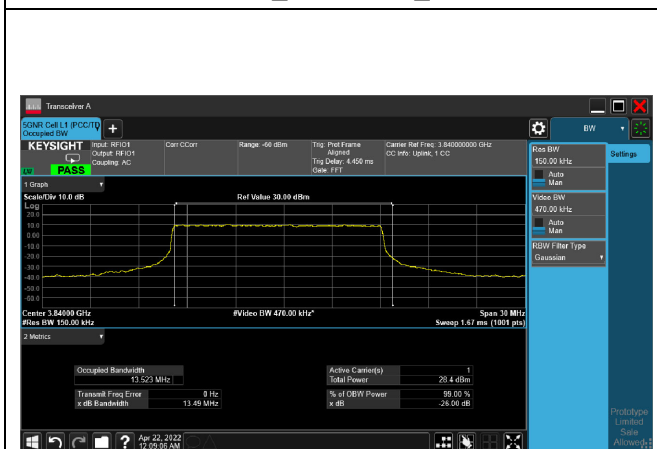 Transceiver A
5GNR Cell L1 (PCC/TD
Occupied BW
+
KEYSIGHT
Input: RFIO1
Output: RFIO1
Coupling: AC
Corr CCorr
Range: -60 dBm
Trig: Prot Frame
Aligned
Trig Delay: 4.450 ms
Gate: FFT
Carrier Ref Freq: 3.840000000 GHz
CC Info: Uplink, 1 CC
PASS
1 Graph
Scale/Div 10.0 dB
Ref Value 30.00 dBm
Log
20.0
10.0
0.00
-10.0
-20.0
-30.0
-40.0
-50.0
-60.0
Center 3.84000 GHz
#Video BW 470.00 kHz*
Span 30 MHz
#Res BW 150.00 kHz
Sweep 1.67 ms (1001 pts)
2 Metrics
Occupied Bandwidth
13.523 MHz
Active Carrier(s) 1
Total Power 28.4 dBm
Transmit Freq Error 0 Hz
x dB Bandwidth 13.49 MHz
% of OBW Power 99.00 %
x dB -26.00 dB
BW
Res BW
150.00 kHz
Auto
Man
Video BW
470.00 kHz
Auto
Man
RBW Filter Type
Gaussian
Settings
Prototype
Limited
Sale
Allowed
?
Apr 22, 2022
12:09:06 AM